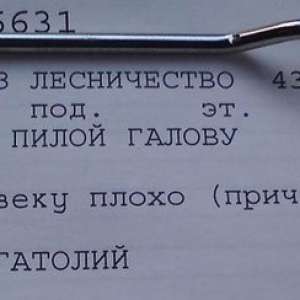 5631
З ЛЕСНИЧЕСТВО 43
под. эт.
ПИЛОЙ ГАЛОВУ
веку плохо (прич
ГАТОЛИЙ